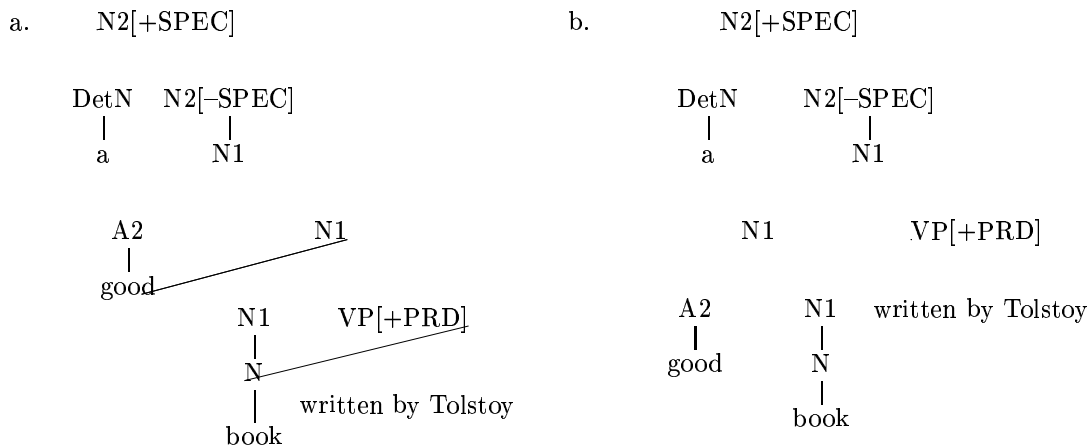 a. N2[+SPEC] b. N2[+SPEC]
DetN N2[–SPEC] DetN N2[–SPEC]
a N1 a N1
A2 N1 N1 VP[+PRD]
good
N1 VP[+PRD] A2 N1 written by Tolstoy
N good N
written by Tolstoy book
book